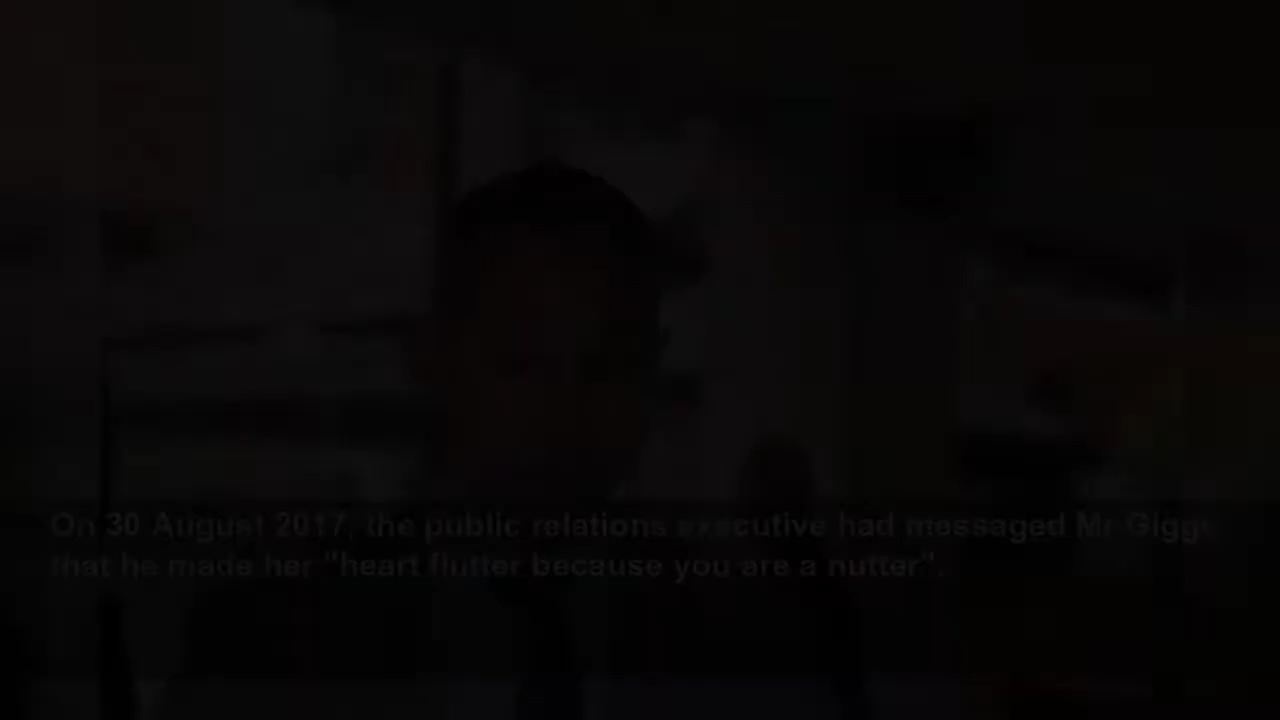 On 30 August 2017, the public relations executive had messaged Mr Giggs
that he made her "heart flutter because you are a nutter".